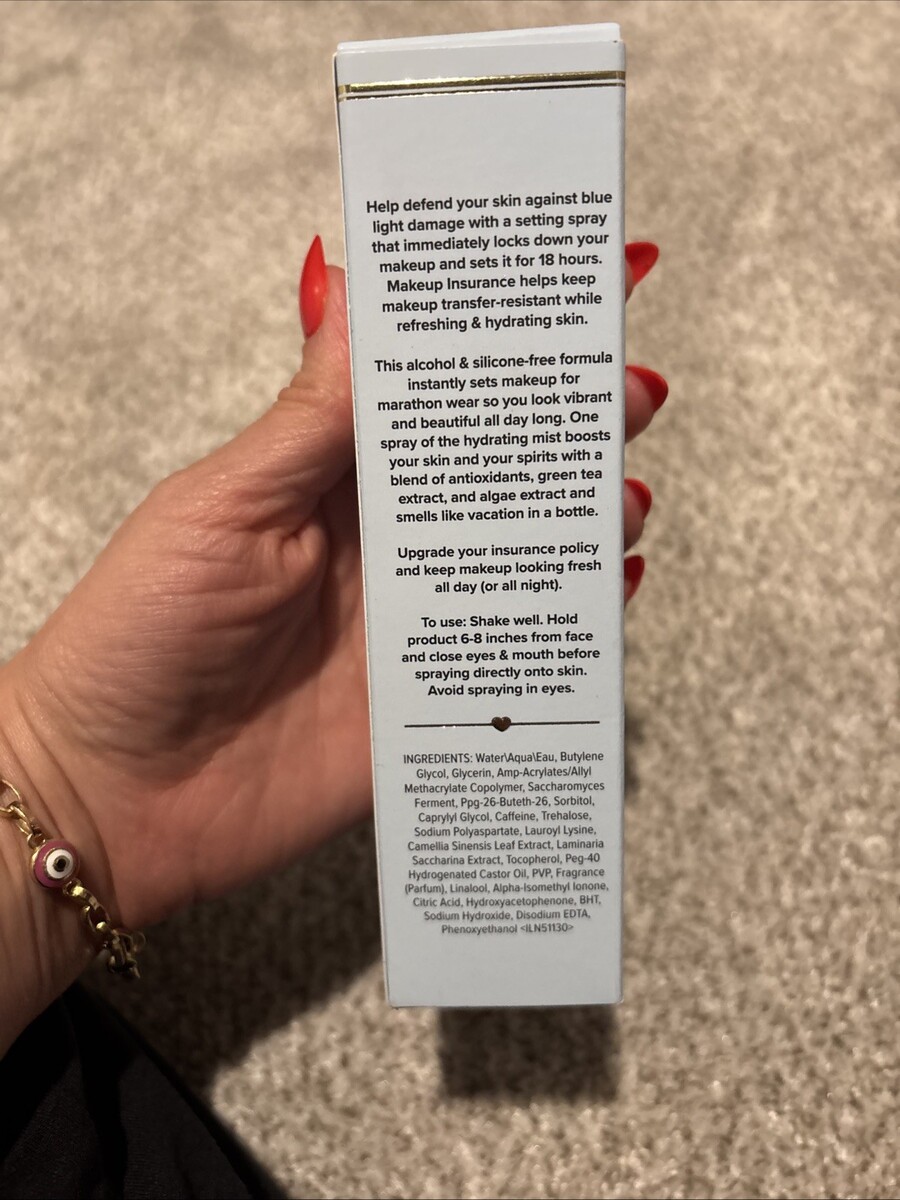 Help defend your skin against blue
light damage with a setting spray
that immediately locks down your
makeup and sets it for 18 hours.
Makeup Insurance helps keep
makeup transfer-resistant while
refreshing & hydrating skin.
This alcohol & silicone-free formula
instantly sets makeup for
marathon wear so you look vibrant
and beautiful all day long. One
spray of the hydrating mist boosts
your skin and your spirits with a
blend of antioxidants, green tea
extract, and algae extract and
smells like vacation in a bottle.
Upgrade your insurance policy
and keep makeup looking fresh
all day (or all night).
To use: Shake well. Hold
product 6-8 inches from face
and close eyes & mouth before
spraying directly onto skin.
Avoid spraying in eyes.
INGREDIENTS: Water\Aqua\Eau, Butylene
Glycol, Glycerin, Amp-Acrylates/Allyl
Methacrylate Copolymer, Saccharomyces
Ferment, Ppg-26-Buteth-26, Sorbitol,
Caprylyl Glycol, Caffeine, Trehalose,
Sodium Polyaspartate, Lauroyl Lysine,
Camellia Sinensis Leaf Extract, Laminaria
Saccharina Extract, Tocopherol, Peg-40
Hydrogenated Castor Oil, PVP, Fragrance
(Parfum), Linalool, Alpha-Isomethyl Ionone,
Citric Acid, Hydroxyacetophenone, BHT,
Sodium Hydroxide, Disodium EDTA,
Phenoxyethanol <ILN51130>